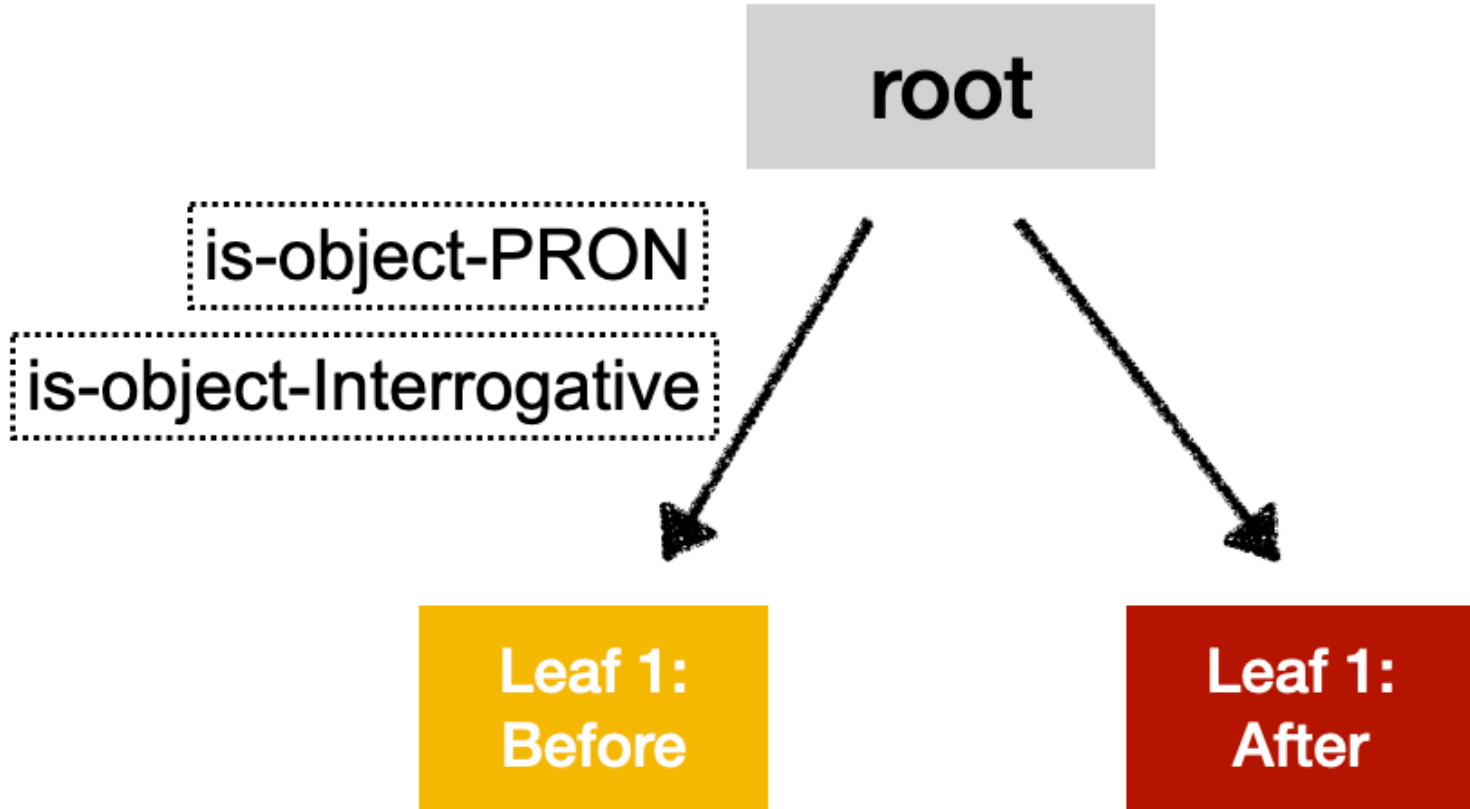 root
is-object-PRON
is-object-Interrogative
Leaf 1:
Before
Leaf 1:
After